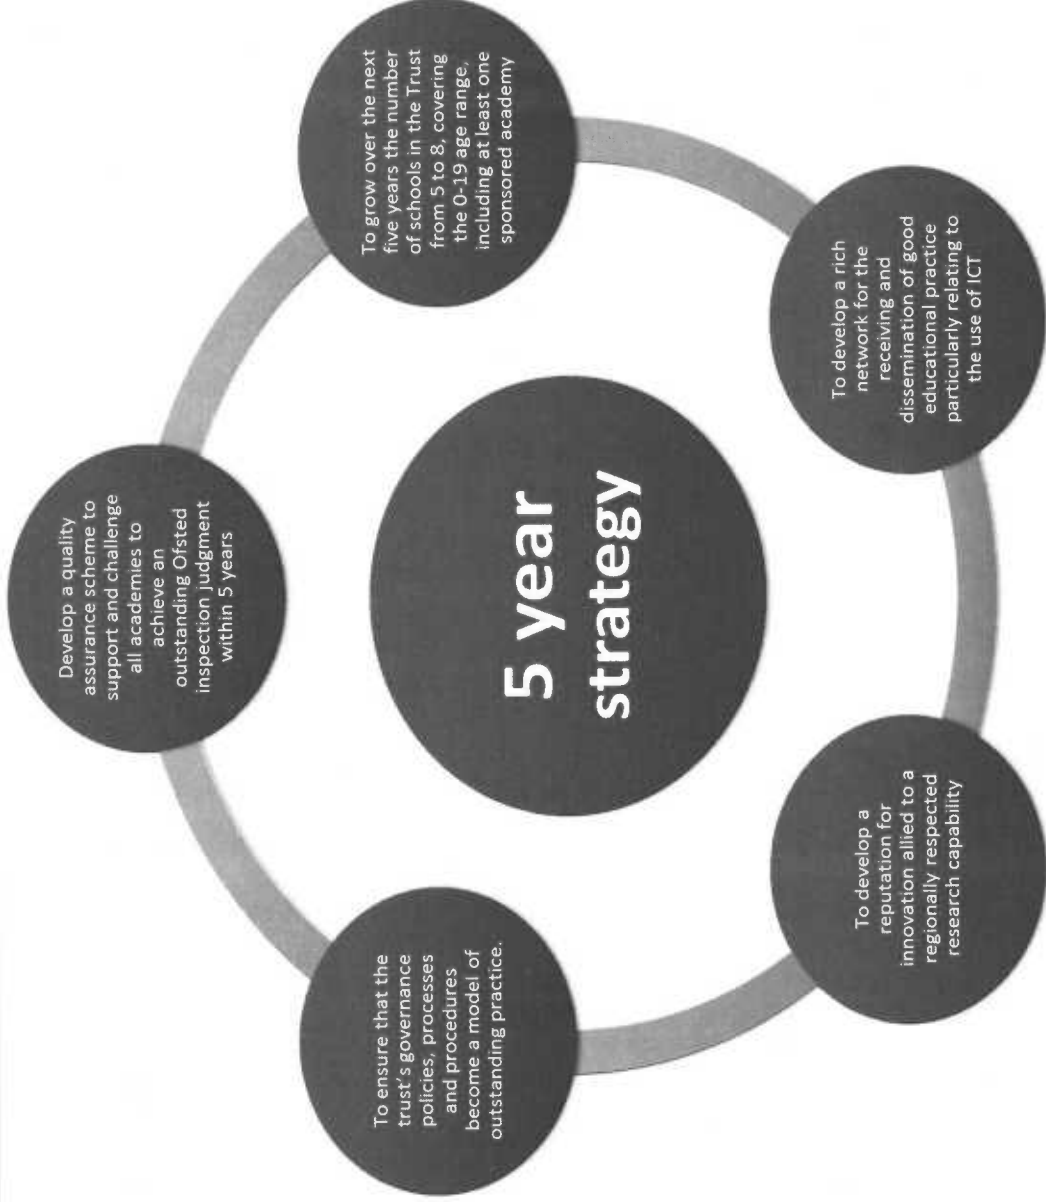 5 year
strategy
Develop a quality
assurance scheme to
support and challenge
all academies to
achieve an
outstanding Ofsted
inspection judgment
within 5 years
To grow over the next
five years the number
of schools in the Trust
from 5 to 8, covering
the 0-19 age range,
including at least one
sponsored academy
To develop a rich
network for the
receiving and
dissemination of good
educational practice
particularly relating to
the use of ICT
To develop a
reputation for
innovation allied to a
regionally respected
research capability
To ensure that the
trust's governance
policies, processes
and procedures
become a model of
outstanding practice.